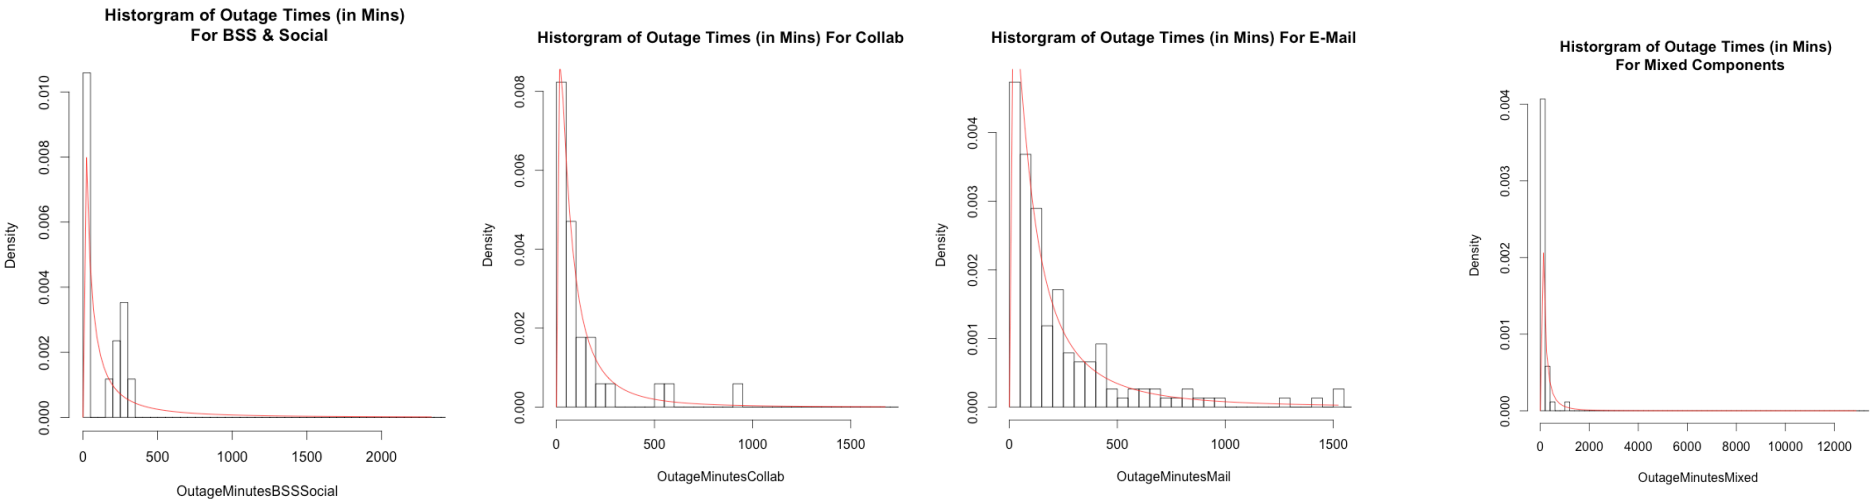 Historgram of Outage Times (in Mins)
For BSS & Social
Density
0.000
0.002
0.004
0.006
0.008
0.010
0
500
1000
1500
2000
OutageMinutesBSSSocial
Historgram of Outage Times (in Mins) For Collab
Density
0.000
0.002
0.004
0.006
0.008
0
500
1000
1500
OutageMinutesCollab
Historgram of Outage Times (in Mins) For E-Mail
Density
0.000
0.001
0.002
0.003
0.004
0
500
1000
1500
OutageMinutesMail
Historgram of Outage Times (in Mins)
For Mixed Components
Density
0.000
0.001
0.002
0.003
0.004
0
2000
4000
6000
8000
10000
12000
OutageMinutesMixed